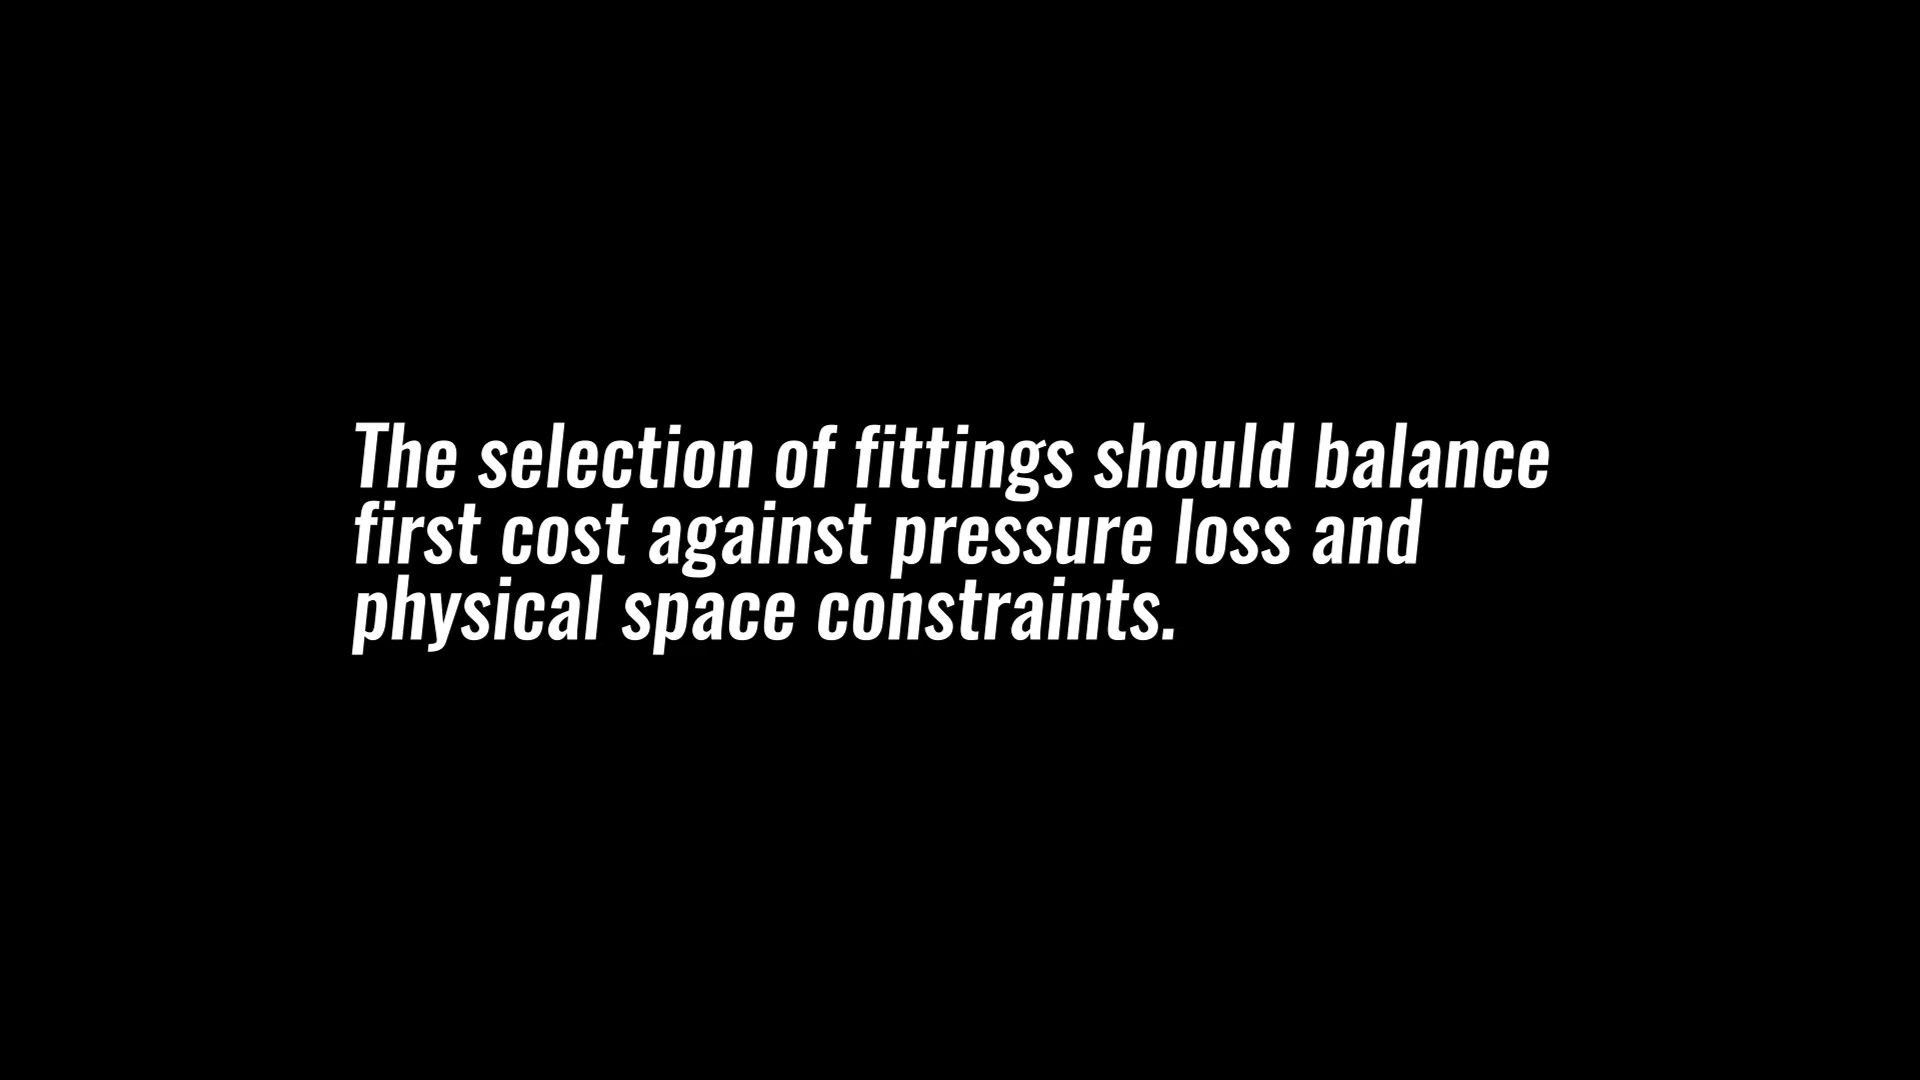 The selection of fittings should balance
first cost against pressure loss and
physical space constraints.